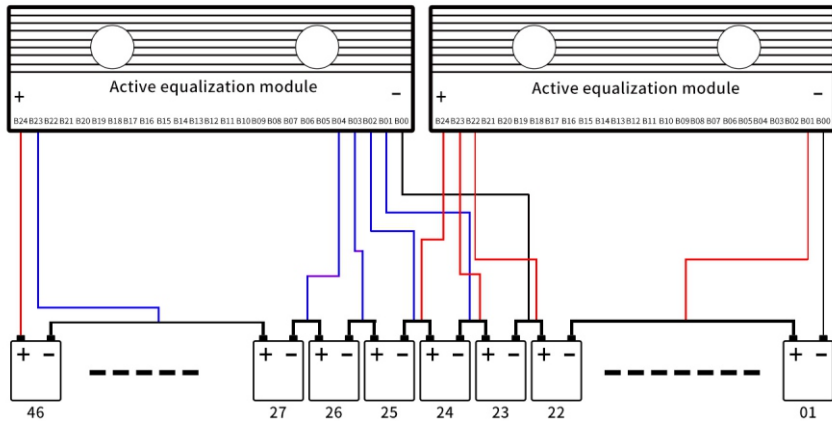 Active equalization module
+ −
B24 B23 B22 B21 B20 B19 B18 B17 B16 B15 B14 B13 B12 B11 B10 B09 B08 B07 B06 B05 B04 B03 B02 B01 B00
Active equalization module
+ −
B24 B23 B22 B21 B20 B19 B18 B17 B16 B15 B14 B13 B12 B11 B10 B09 B08 B07 B06 B05 B04 B03 B02 B01 B00
+ − + − + − + − + − + − + − + −
46 27 26 25 24 23 22 01